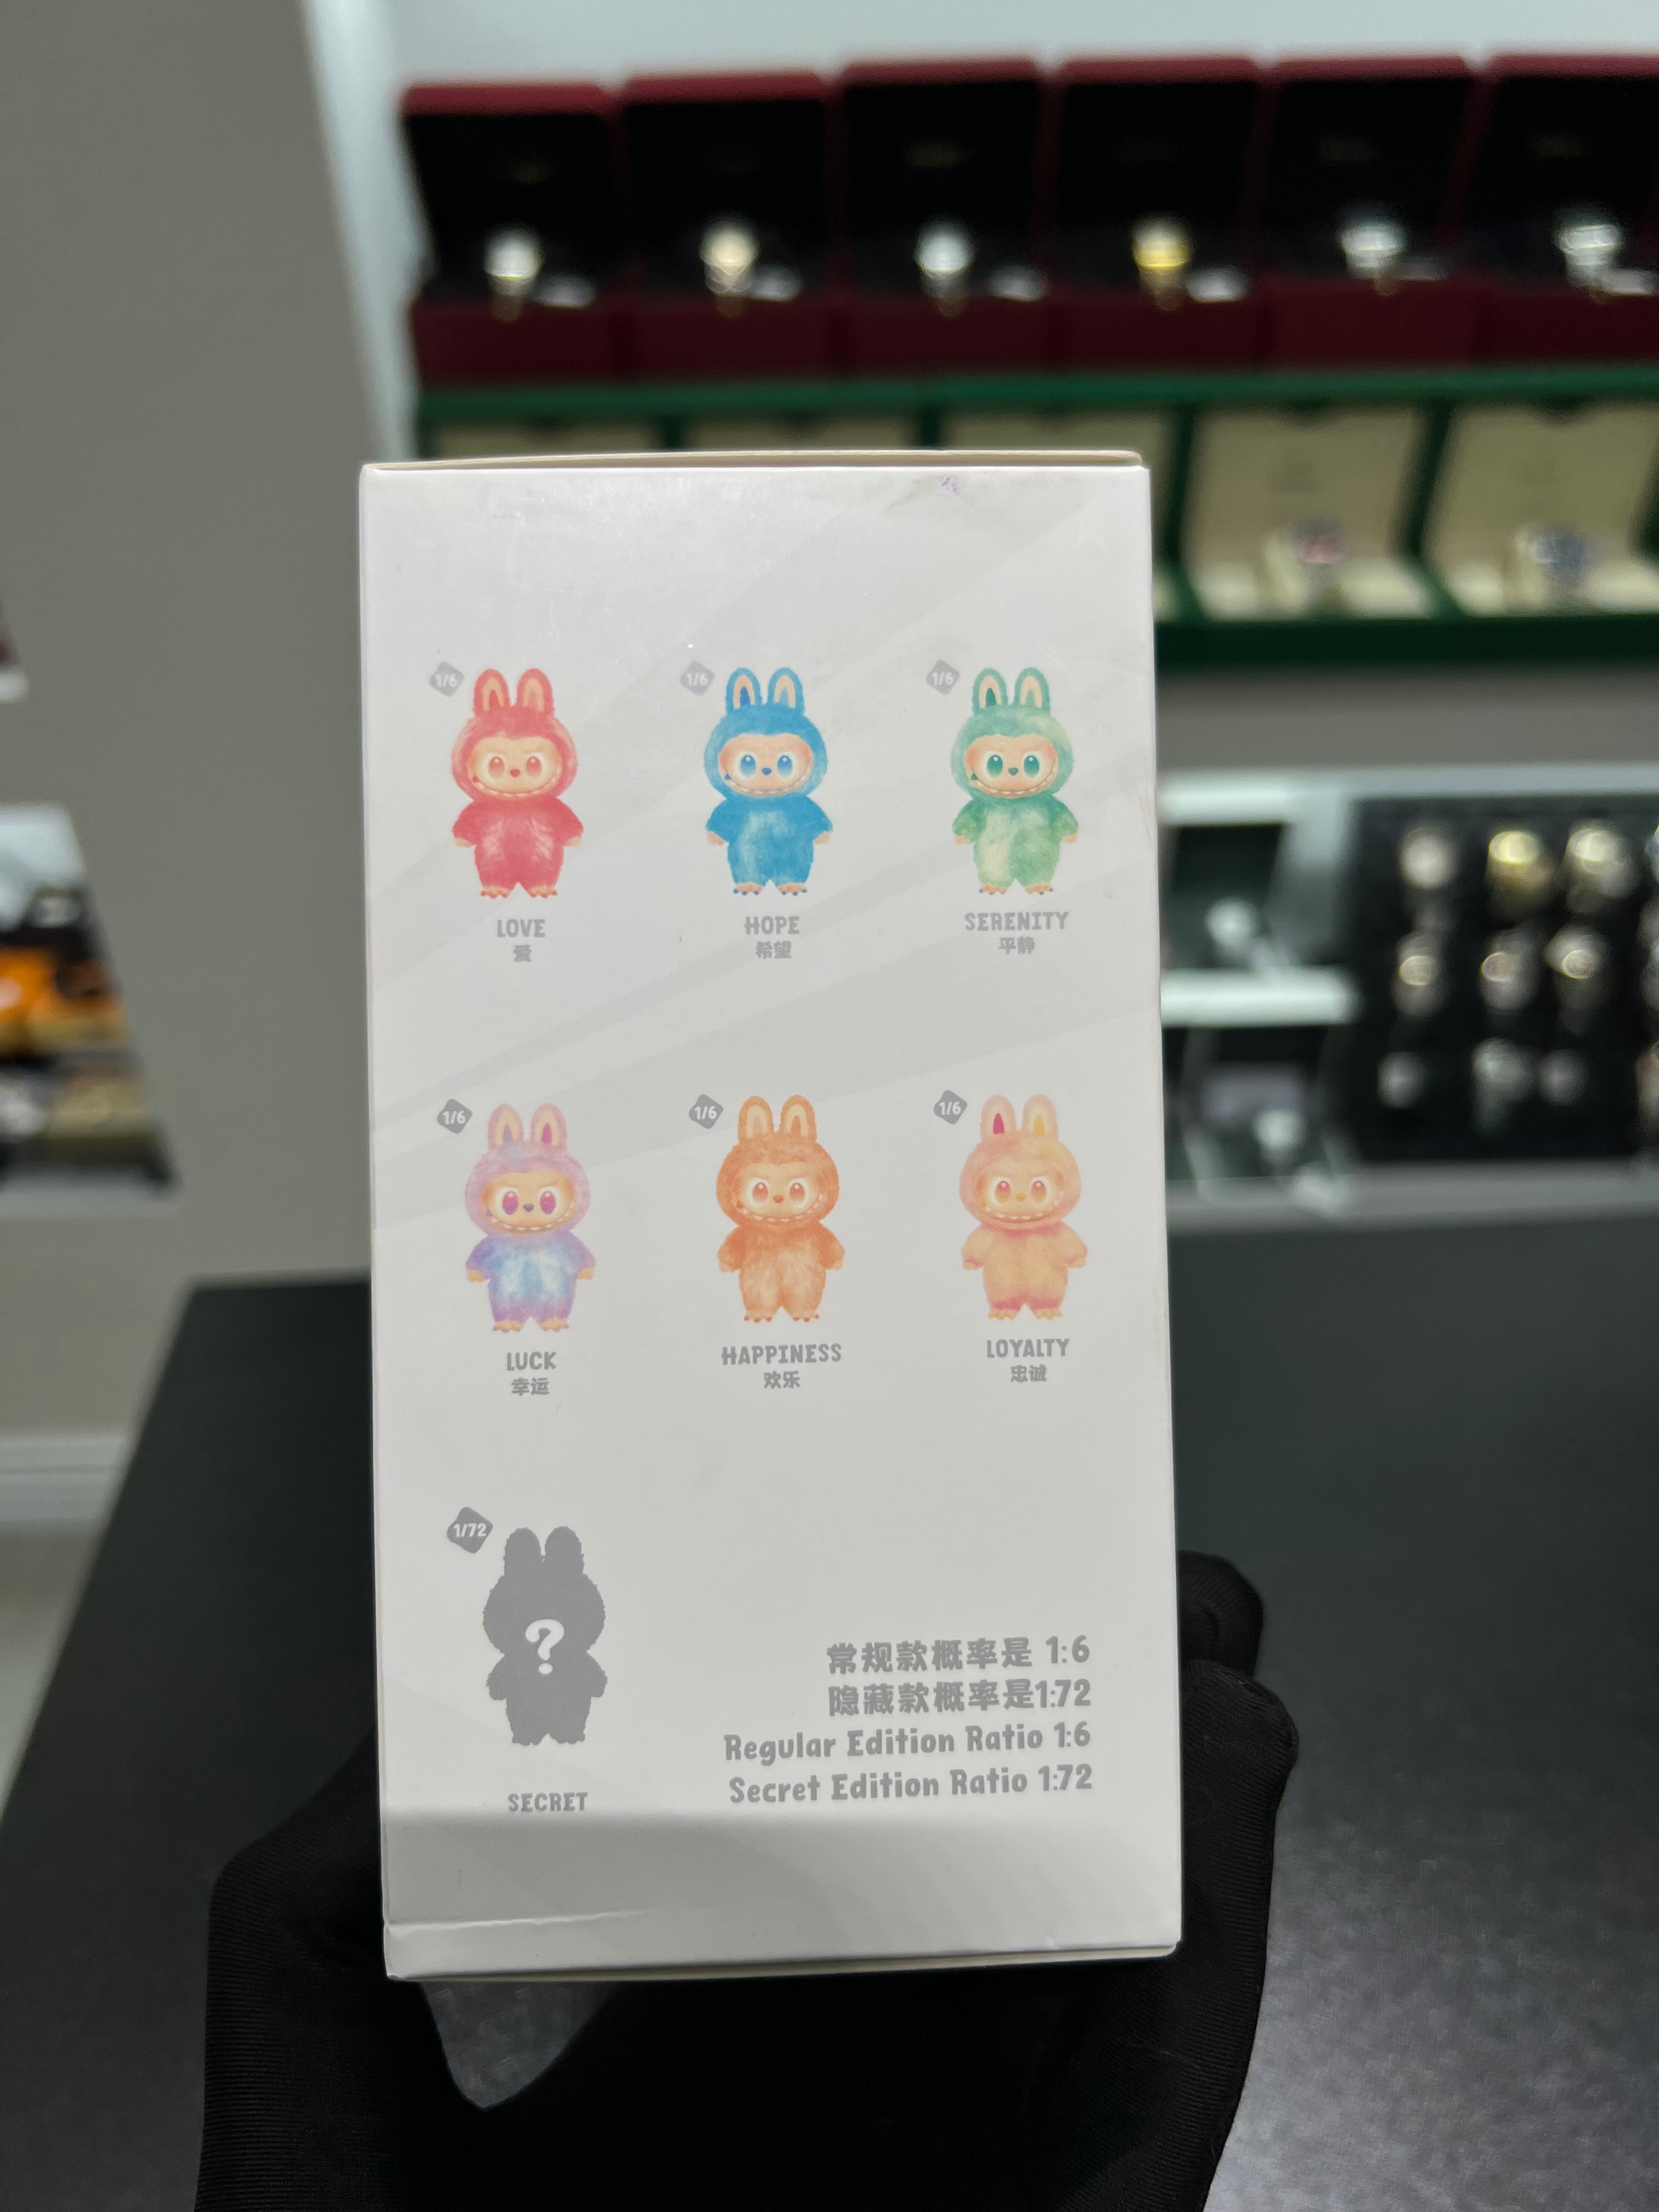 1/6 1/6 1/6
LOVE HOPE SERENITY
爱 希望 平静
1/6 1/6 1/6
LUCK HAPPINESS LOYALTY
幸运 欢乐 忠诚
1/72
?
SECRET
常规款概率是 1:6
隐藏款概率是1:72
Regular Edition Ratio 1:6
Secret Edition Ratio 1:72